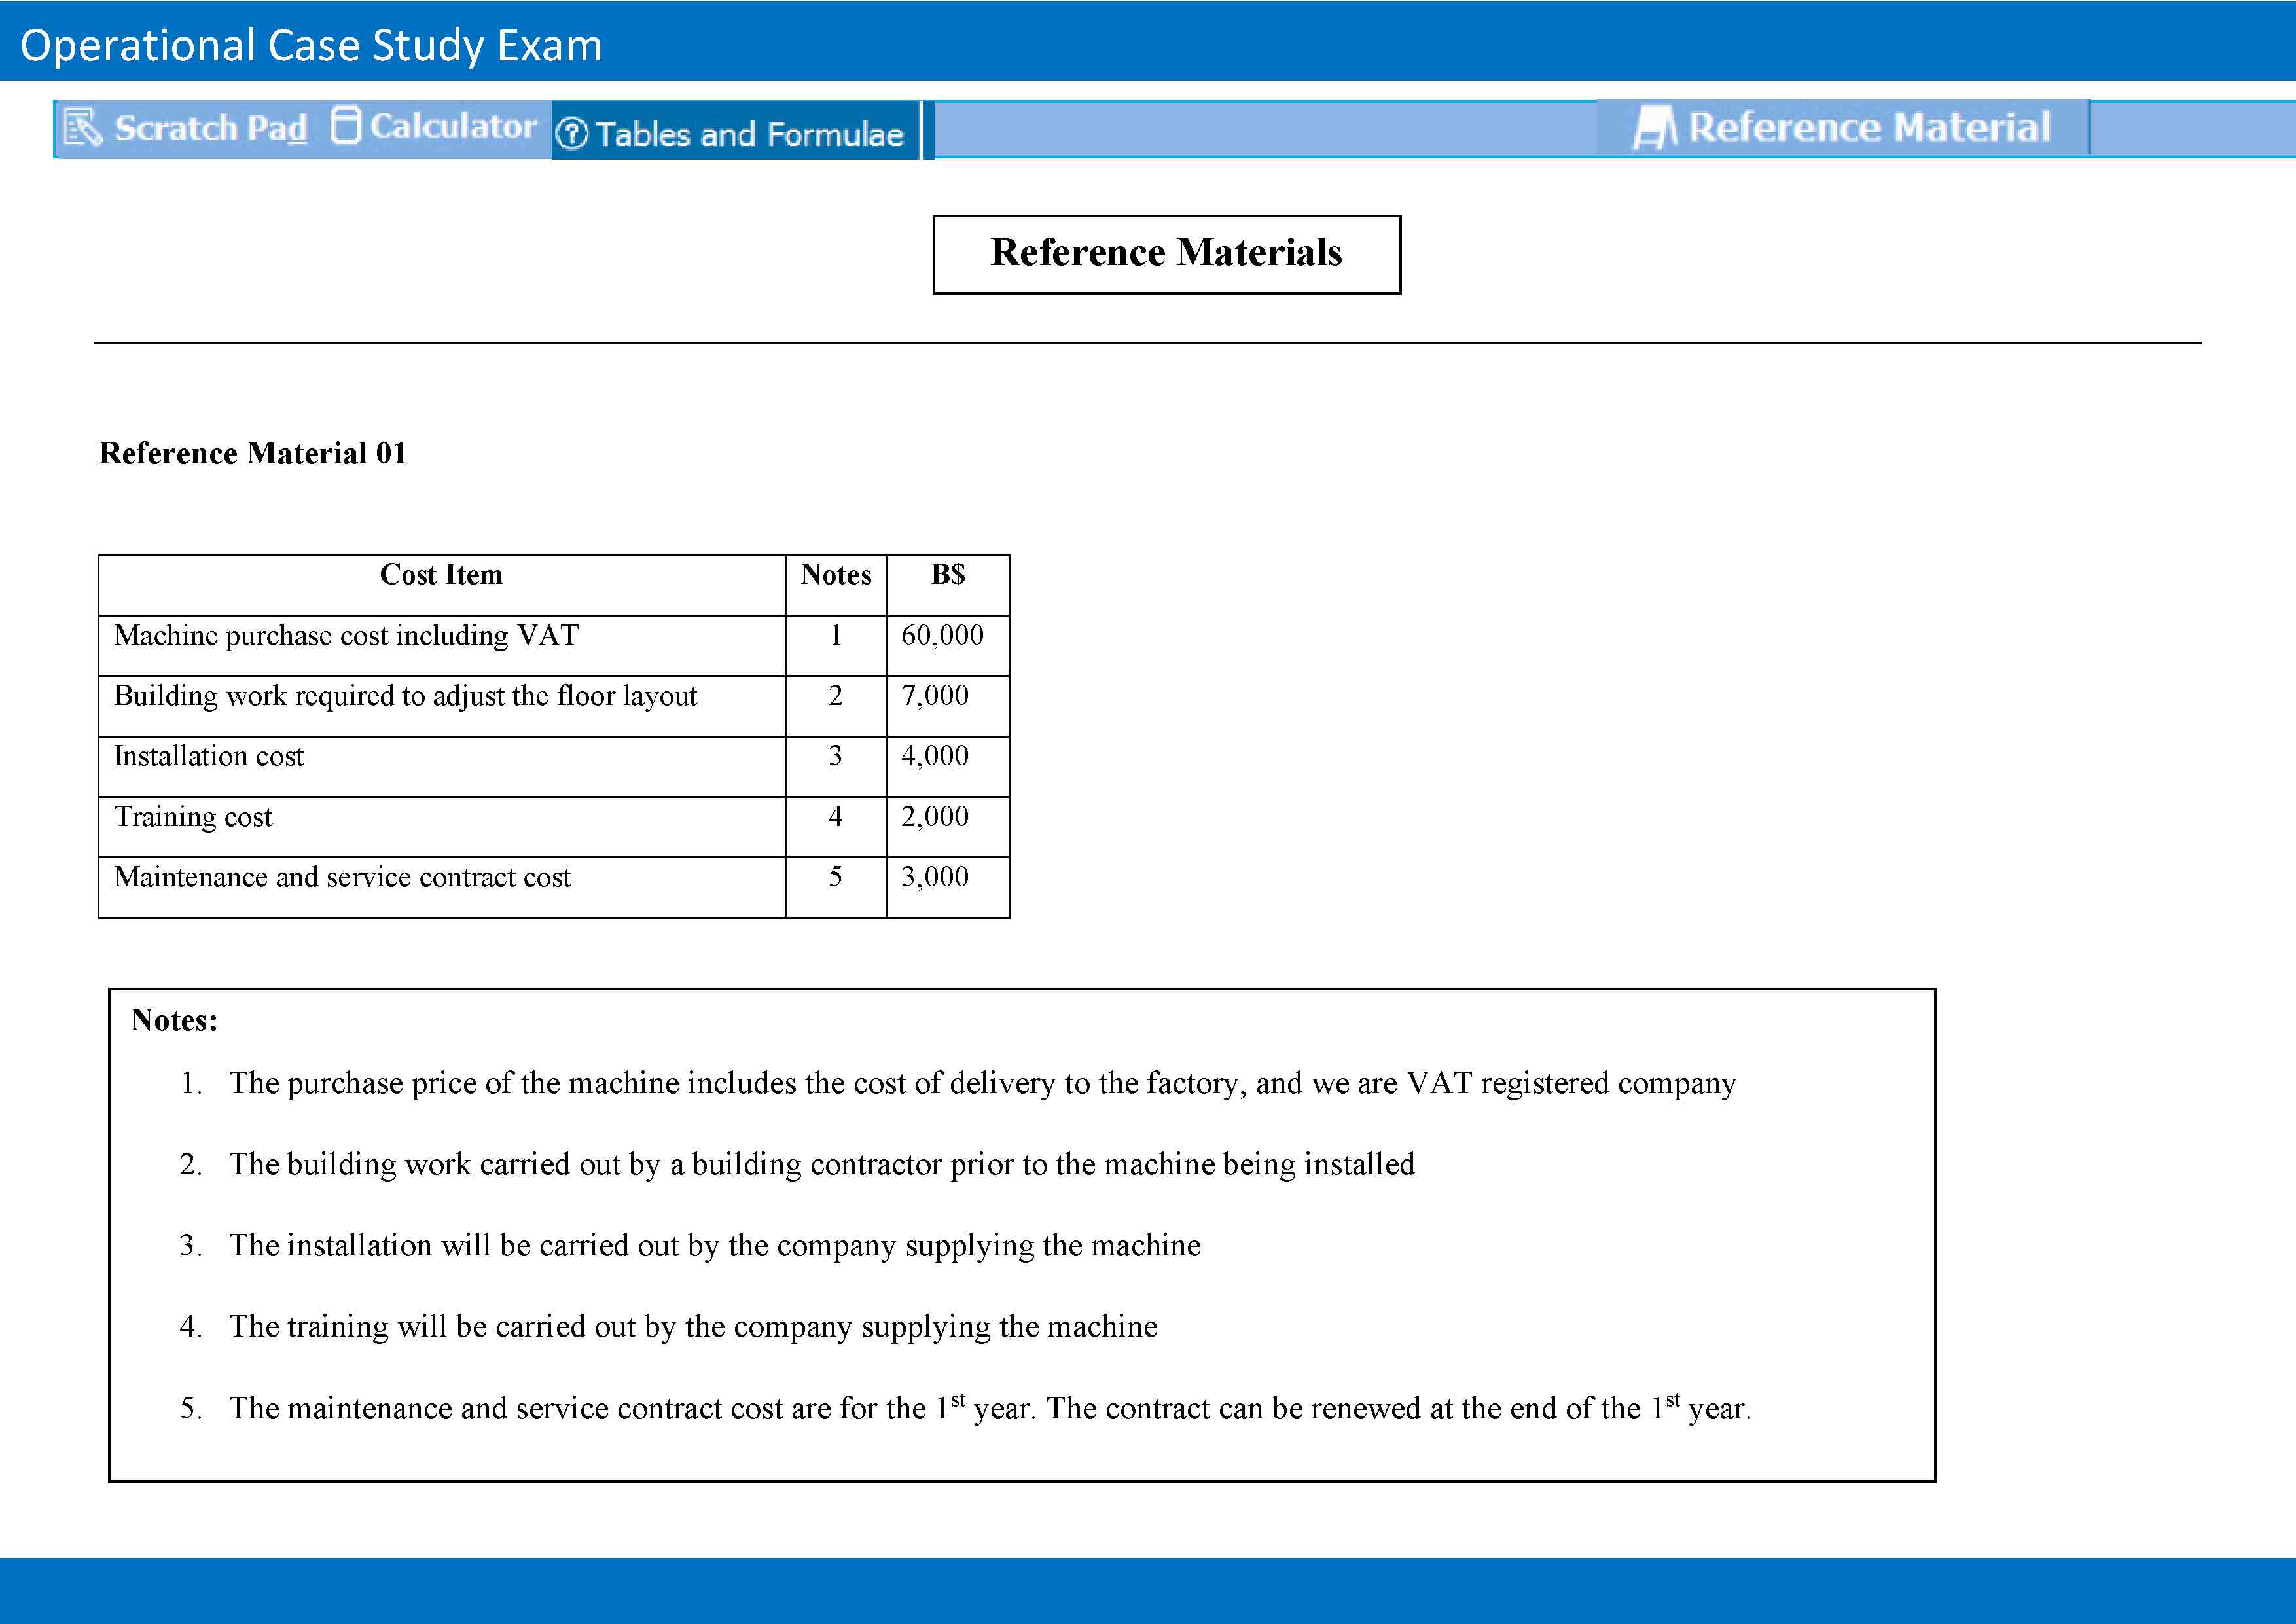 Operational Case Study Exam
Scratch Pad Calculator Tables and Formulae Reference Material
Reference Materials
Reference Material 01
Cost Item Notes B$
Machine purchase cost including VAT 1 60,000
Building work required to adjust the floor layout 2 7,000
Installation cost 3 4,000
Training cost 4 2,000
Maintenance and service contract cost 5 3,000
Notes:
1. The purchase price of the machine includes the cost of delivery to the factory, and we are VAT registered company
2. The building work carried out by a building contractor prior to the machine being installed
3. The installation will be carried out by the company supplying the machine
4. The training will be carried out by the company supplying the machine
5. The maintenance and service contract cost are for the 1st year. The contract can be renewed at the end of the 1st year.